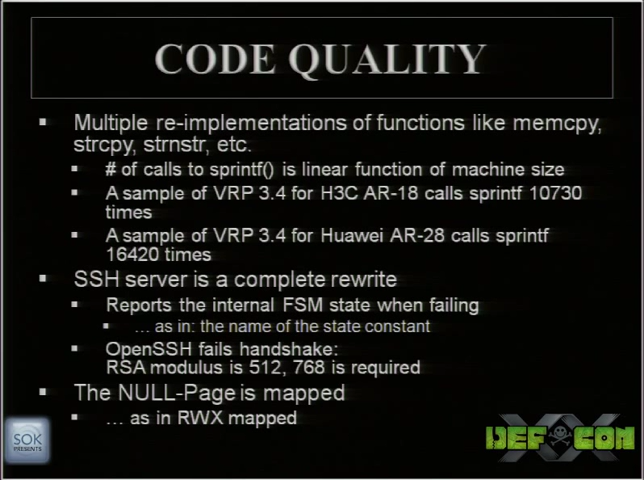 CODE QUALITY
Multiple re-implementations of functions like memcpy,
strcpy, strnstr, etc.
# of calls to sprintf() is linear function of machine size
A sample of VRP 3.4 for H3C AR-18 calls sprintf 10730
times
A sample of VRP 3.4 for Huawei AR-28 calls sprintf
16420 times
SSH server is a complete rewrite
Reports the internal FSM state when failing
… as in: the name of the state constant
OpenSSH fails handshake:
RSA modulus is 512, 768 is required
The NULL-Page is mapped
… as in RWX mapped
SOK
PRESENTS
XX
DEF CON